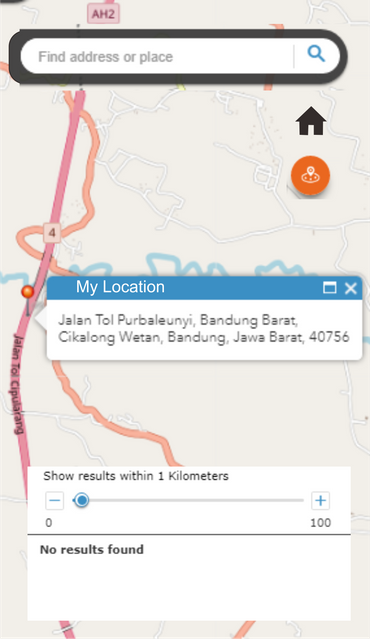 AH2
Find address or place
4
My Location
Jalan Tol Purbaleunyi, Bandung Barat,
Cikalong Wetan, Bandung, Jawa Barat, 40756
Jalan Tol Cipularang
Show results within 1 Kilometers
0 100
No results found